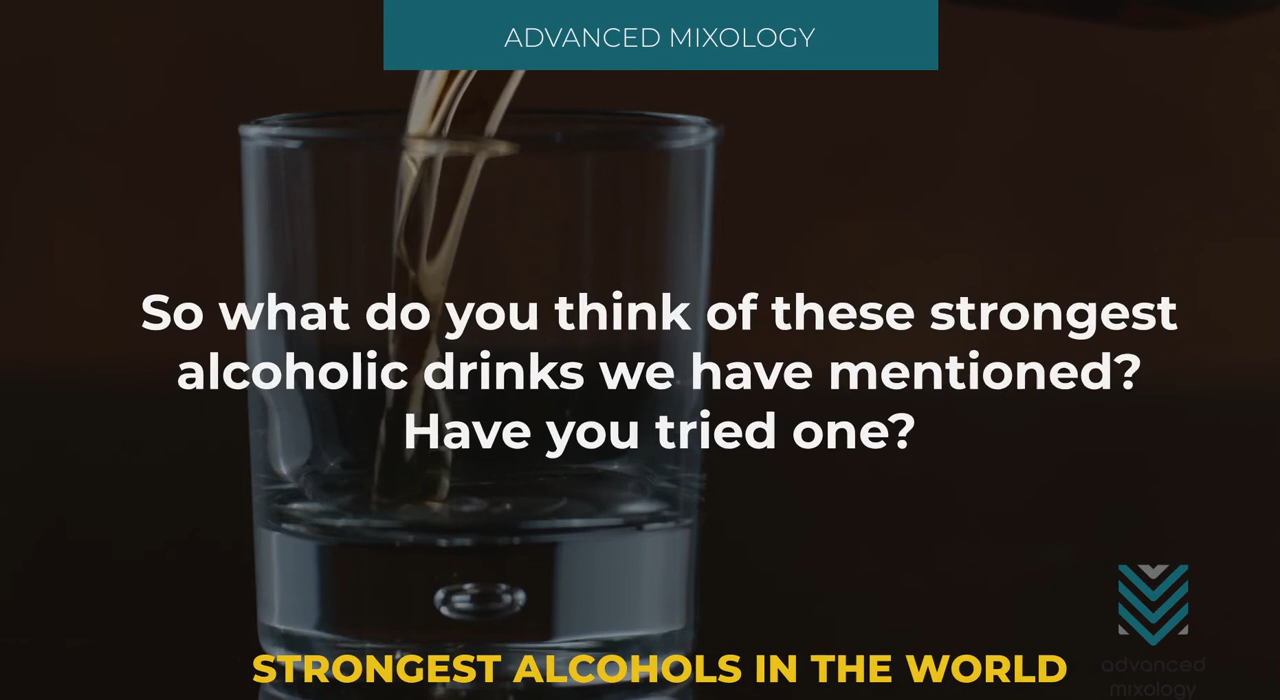 ADVANCED MIXOLOGY
So what do you think of these strongest
alcoholic drinks we have mentioned?
Have you tried one?
advanced
mixology
STRONGEST ALCOHOLS IN THE WORLD